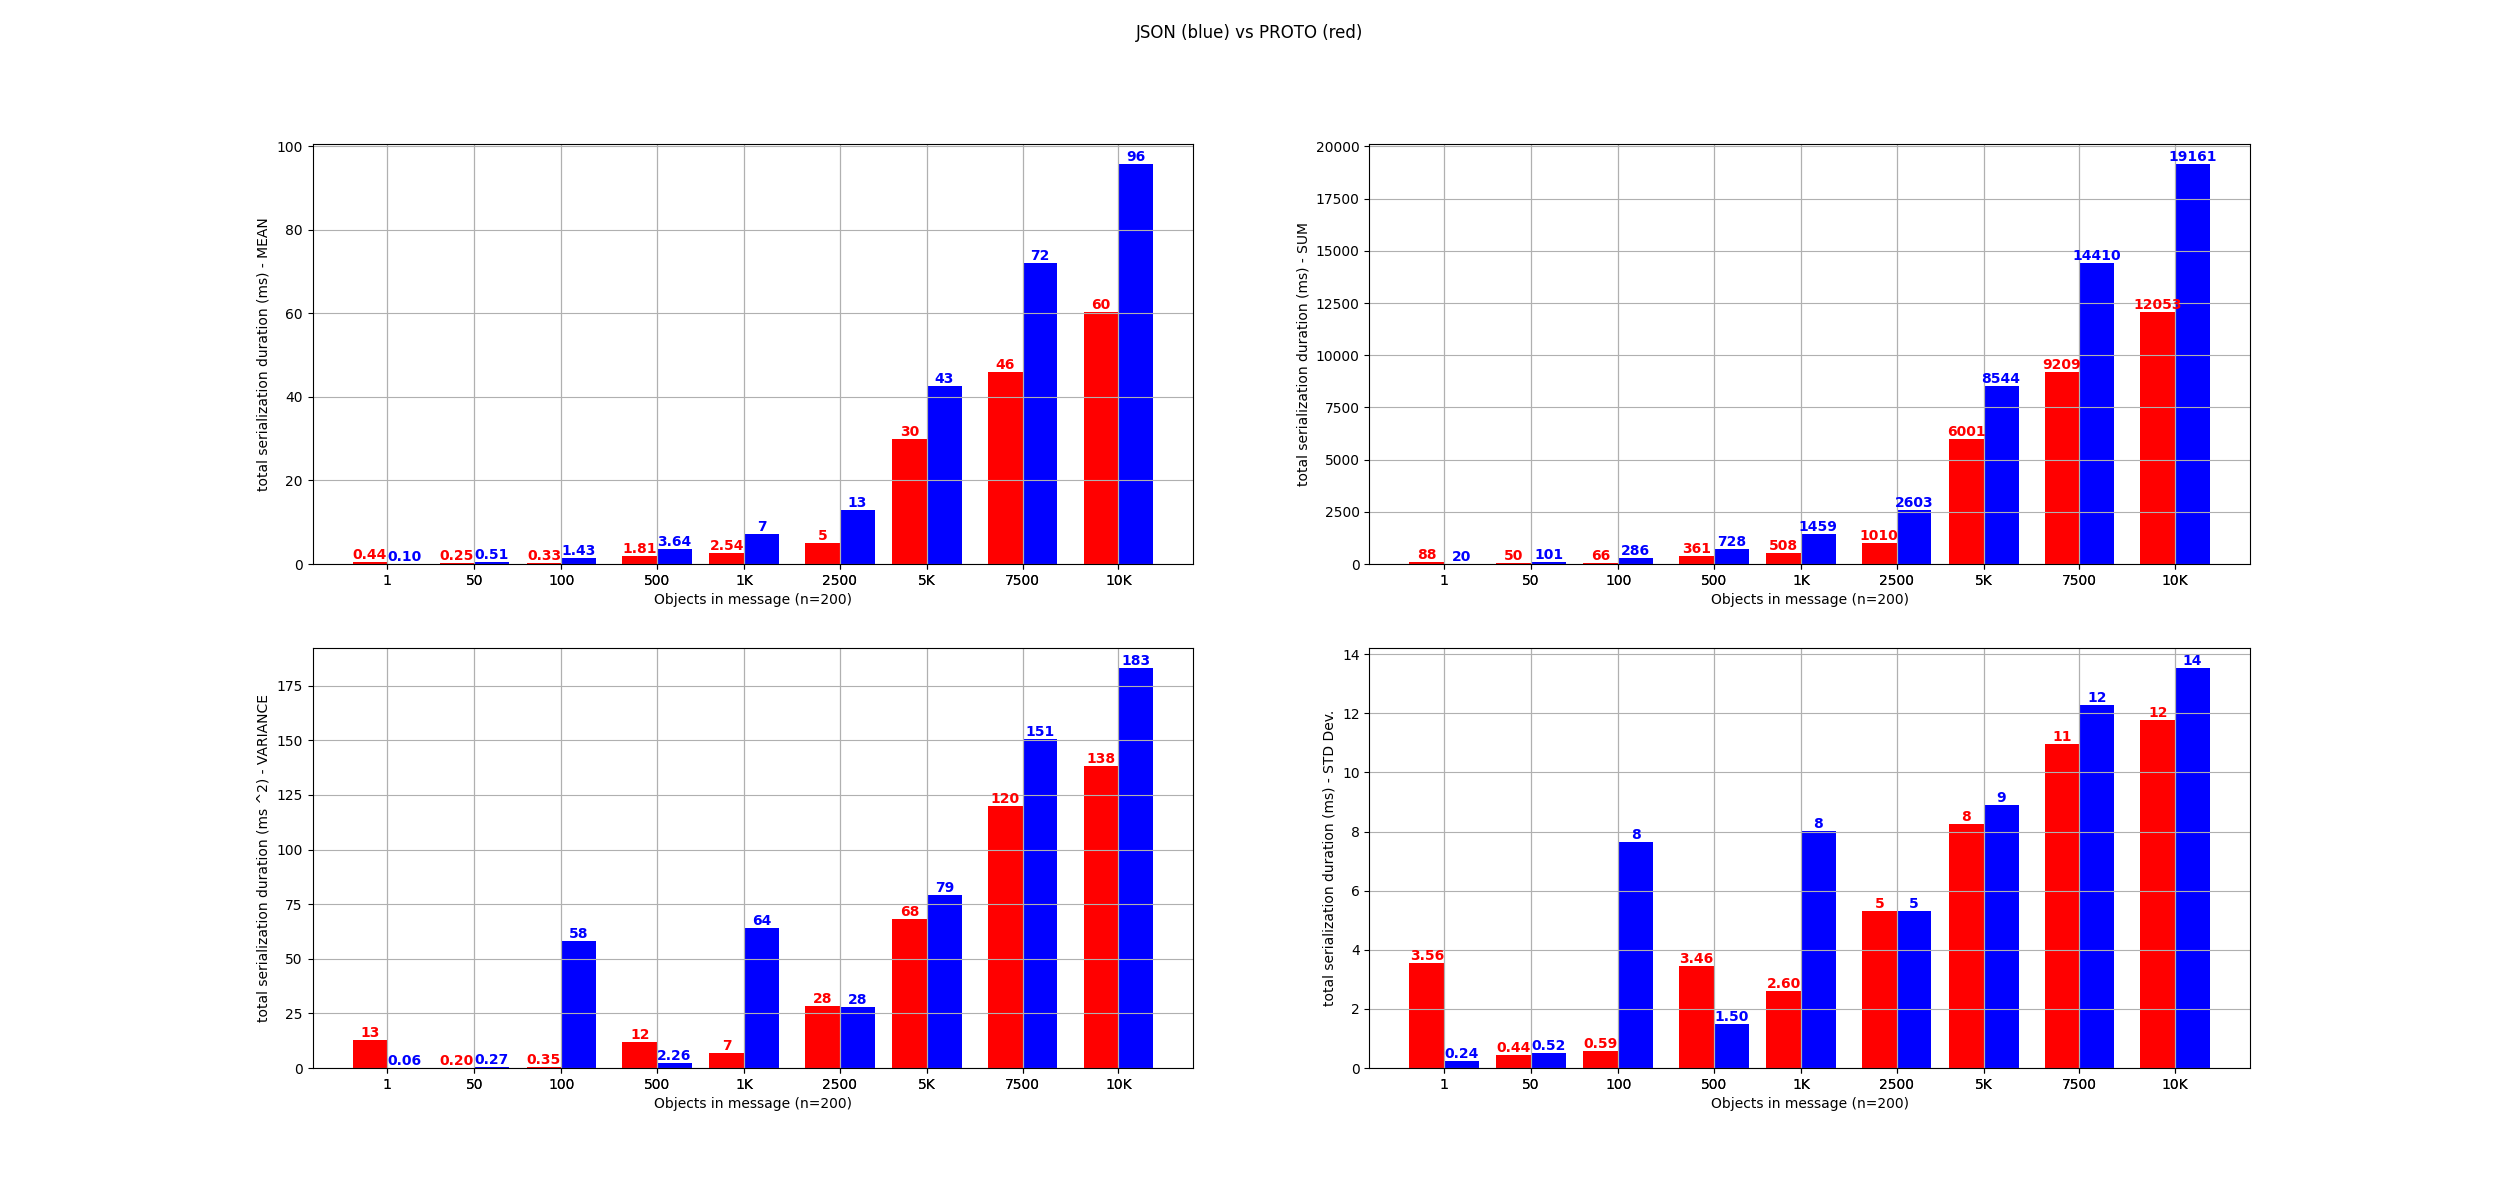 JSON (blue) vs PROTO (red)
total serialization duration (ms) - MEAN
100
80
60
40
20
0
0.44 0.10 0.25 0.51 0.33 1.43 1.81 3.64 2.54 7 5 13 30 43 46 72 60 96
1 50 100 500 1K 2500 5K 7500 10K
Objects in message (n=200)
total serialization duration (ms) - SUM
20000
17500
15000
12500
10000
7500
5000
2500
0
88 20 50 101 66 286 361 728 508 1459 1010 2603 6001 8544 9209 14410 12053 19161
1 50 100 500 1K 2500 5K 7500 10K
Objects in message (n=200)
total serialization duration (ms ^2) - VARIANCE
175
150
125
100
75
50
25
0
13 0.06 0.20 0.27 0.35 58 12 2.26 7 64 28 28 68 79 120 151 138 183
1 50 100 500 1K 2500 5K 7500 10K
Objects in message (n=200)
total serialization duration (ms) - STD Dev.
14
12
10
8
6
4
2
0
3.56 0.24 0.44 0.52 0.59 8 3.46 1.50 2.60 8 5 5 8 9 11 12 12 14
1 50 100 500 1K 2500 5K 7500 10K
Objects in message (n=200)